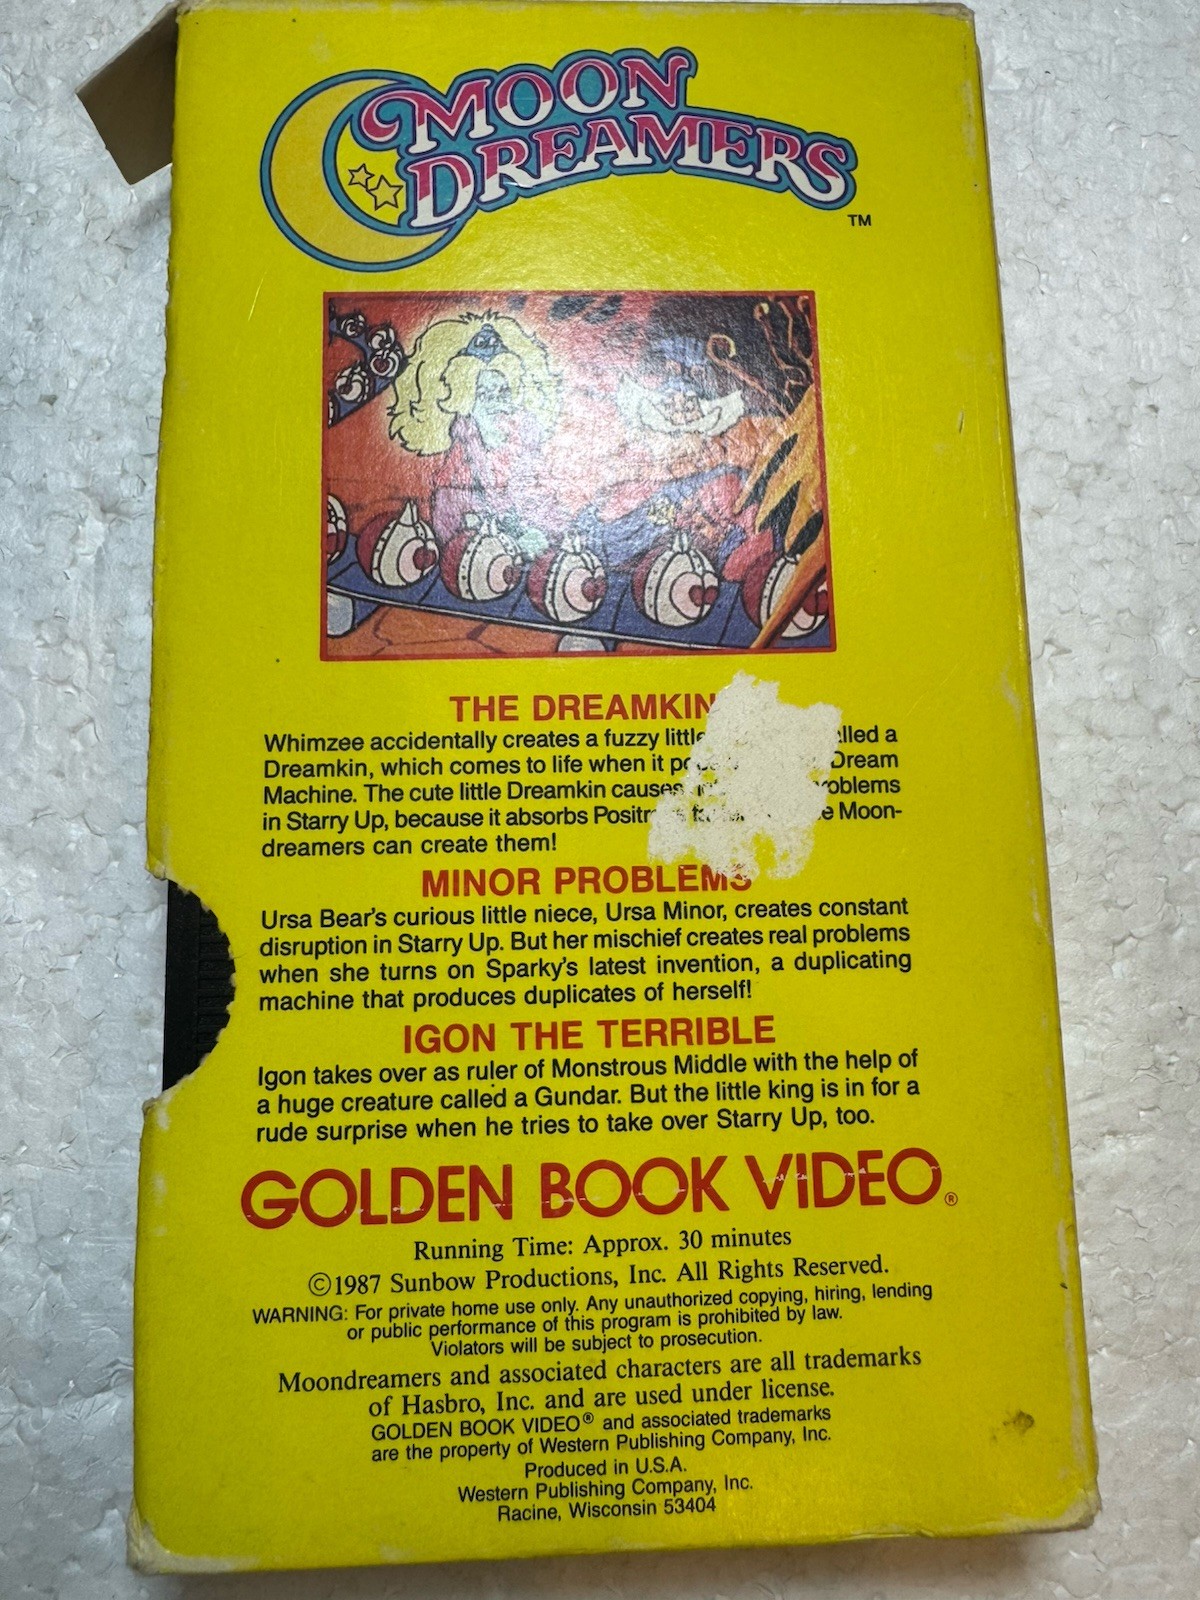 MOON
DREAMERS
™
THE DREAMKIN
Whimzee accidentally creates a fuzzy little
Dreamkin, which comes to life when it Dream
Machine. The cute little Dreamkin causes
in Starry Up, because it absorbs Moon-
dreamers can create them!
MINOR PROBLEMS
Ursa Bear's curious little niece, Ursa Minor, creates constant
disruption in Starry Up. But her mischief creates real problems
when she turns on Sparky's latest invention, a duplicating
machine that produces duplicates of herself!
IGON THE TERRIBLE
Igon takes over as ruler of Monstrous Middle with the help of
a huge creature called a Gundar. But the little king is in for a
rude surprise when he tries to take over Starry Up, too.
GOLDEN BOOK VIDEO®
Running Time: Approx. 30 minutes
©1987 Sunbow Productions, Inc. All Rights Reserved.
WARNING: For private home use only. Any unauthorized copying, hiring, lending
or public performance of this program is prohibited by law.
Violators will be subject to prosecution.
Moondreamers and associated characters are all trademarks
of Hasbro, Inc. and are used under license.
GOLDEN BOOK VIDEO® and associated trademarks
are the property of Western Publishing Company, Inc.
Produced in U.S.A.
Western Publishing Company, Inc.
Racine, Wisconsin 53404